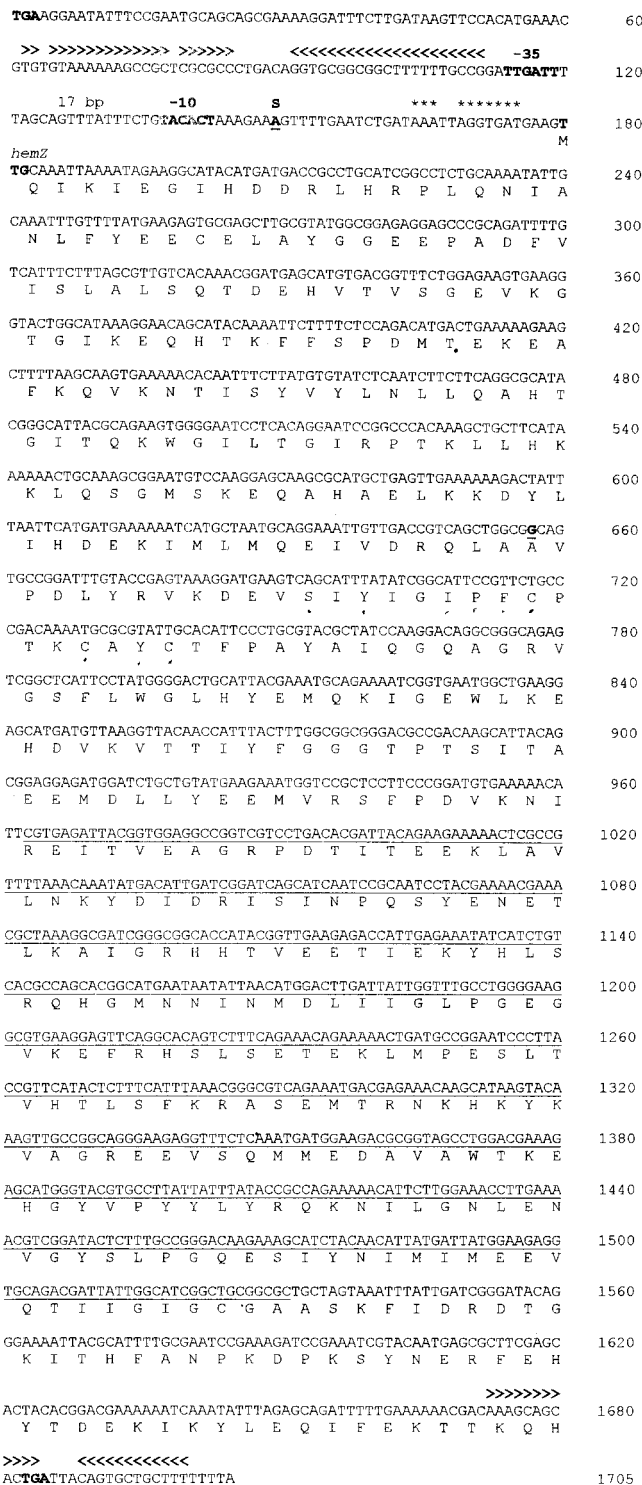 TGAAGGAATATTTCCGAATGCAGCAGCGAAAAGGATTTCTTGATAAGTTCCACATGAAAC 60
>> >>>>>>>>>>>>>> >>>>>> <<<<<<<<<<<<<<<<<<<<<< -35
GTGTGTAAAAAAGCCGCTCGCGCCCTGACAGGTGCGGCGGCTTTTTTTGCCGGATTGATTT 120
17 bp -10 S *** *******
TAGCAGTTTATTTCTGTACACTAAAGAAAGTTTTGAATCTGATAAATTAGGTGATGAAGT 180
M
hemZ
TGCAAATTAAAATAGAAGGCATACATGATGACCGCCTGCATCGGCCTCTGCAAAATATTG 240
Q I K I E G I H D D R L H R P L Q N I A
CAAATTTGTTTTATGAAGAGTGCGAGCTTGCGTATGGCGGAGAGGAGCCCGCAGATTTTG 300
N L F Y E E C E L A Y G G E E P A D F V
TCATTTCTTTAGCGTTGTCACAAACGGATGAGCATGTGACGGTTTCTGGAGAAGTGAAGG 360
I S L A L S Q T D E H V T V S G E V K G
GTACTGGCATAAAGGAACAGCATACAAAATTCTTTTCTCCAGACATGACTGAAAAAGAAG 420
T G I K E Q H T K F F S P D M T E K E A
CTTTTAAGCAAGTGAAAAACACAATTTCTTATGTGTATCTCAATCTTCTTCAGGCGCATA 480
F K Q V K N T I S Y V Y L N L L Q A H T
CGGGCATTACGCAGAAGTGGGGAATCCTCACAGGAATCCGGCCCACAAAGCTGCTTCATA 540
G I T Q K W G I L T G I R P T K L L H K
AAAAACTGCAAAGCGGAATGTCCAAGGAGCAAGCGCATGCTGAGTTGAAAAAAGACTATT 600
K L Q S G M S K E Q A H A E L K K D Y L
TAATTCATGATGAAAAAATCATGCTAATGCAGGAAATTGTTGACCGTCAGCTGGCGGCAG 660
I H D E K I M L M Q E I V D R Q L A A V
TGCCGGATTTGTACCGAGTAAAGGATGAAGTCAGCATTTATATCGGCATTCCGTTCTGCC 720
P D L Y R V K D E V S I Y I G I P F C P
CGACAAAATGCGCGTATTGCACATTCCCTGCGTACGCTATCCAAGGACAGGCGGGCAGAG 780
T K C A Y C T F P A Y A I Q G Q A G R V
TCGGCTCATTCCTATGGGGACTGCATTACGAAATGCAGAAAATCGGTGAATGGCTGAAGG 840
G S F L W G L H Y E M Q K I G E W L K E
AGCATGATGTTAAGGTTACAACCATTTACTTTGGCGGCGGGACGCCGACAAGCATTACAG 900
H D V K V T T I Y F G G G T P T S I T A
CGGAGGAGATGGATCTGCTGTATGAAGAAATGGTCCGCTCCTTCCCGGATGTGAAAAACA 960
E E M D L L Y E E M V R S F P D V K N I
TTCGTGAGATTACGGTGGAGGCCGGTCGTCCTGACACGATTACAGAAGAAAAACTCGCCG 1020
R E I T V E A G R P D T I T E E K L A V
TTTTAAACAAATATGACATTGATCGGATCAGCATCAATCCGCAATCCTACGAAAACGAAA 1080
L N K Y D I D R I S I N P Q S Y E N E T
CGCTAAAGGCGATCGGGCGGCACCATACGGTTGAAGAGACCATTGAGAAATATCATCTGT 1140
L K A I G R H H T V E E T I E K Y H L S
CACGCCAGCACGGCATGAATAATATTAACATGGACTTGATTATTGGTTTGCCTGGGGAAG 1200
R Q H G M N N I N M D L I I G L P G E G
GCGTGAAGGAGTTCAGGCACAGTCTTTCAGAAACAGAAAAACTGATGCCGGAATCCCTTA 1260
V K E F R H S L S E T E K L M P E S L T
CCGTTCATACTCTTTCATTTAAACGGGCGTCAGAAATGACGAGAAACAAGCATAAGTACA 1320
V H T L S F K R A S E M T R N K H K Y K
AAGTTGCCGGCAGGGAAGAGGTTTCTCAAATGATGGAAGACGCGGTAGCCTGGACGAAAG 1380
V A G R E E V S Q M M E D A V A W T K E
AGCATGGGTACGTGCCTTATTATTTATACCGCCAGAAAAACATTCTTGGAAACCTTGAAA 1440
H G Y V P Y Y L Y R Q K N I L G N L E N
ACGTCGGATACTCTTTGCCGGGACAAGAAAGCATCTACAACATTATGATTATGGAAGAGG 1500
V G Y S L P G Q E S I Y N I M I M E E V
TGCAGACGATTATTGGCATCGGCTGCGGCGCTGCTAGTAAATTTATTGATCGGGATACAG 1560
Q T I I G I G C G A A S K F I D R D T G
GGAAAATTACGCATTTTGCGAATCCGAAAGATCCGAAATCGTACAATGAGCGCTTCGAGC 1620
K I T H F A N P K D P K S Y N E R F E H
>>>>>>>>
ACTACACGGACGAAAAAATCAAATATTTAGAGCAGATTTTTGAAAAAACGACAAAGCAGC 1680
Y T D E K I K Y L E Q I F E K T T K Q H
>>>> <<<<<<<<<<<<
ACTGATTACAGTGCTGCTTTTTTTA 1705